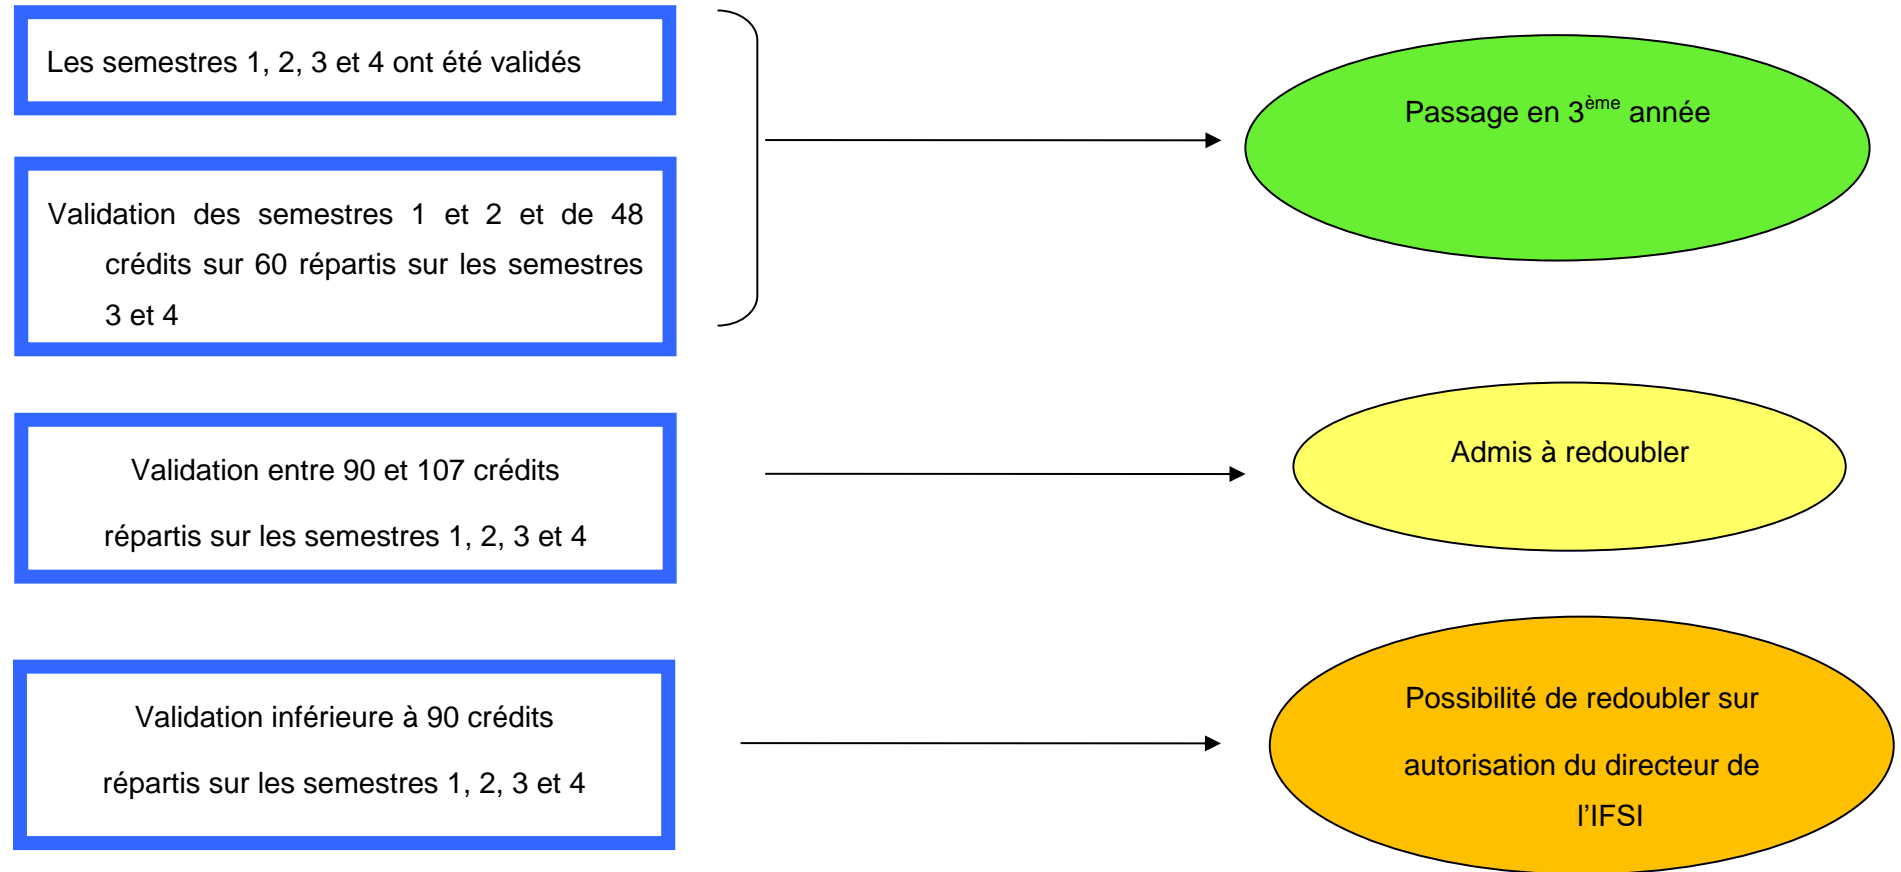 Les semestres 1, 2, 3 et 4 ont été validés
Passage en 3ème année
Validation des semestres 1 et 2 et de 48
crédits sur 60 répartis sur les semestres
3 et 4
Validation entre 90 et 107 crédits
répartis sur les semestres 1, 2, 3 et 4
Admis à redoubler
Validation inférieure à 90 crédits
répartis sur les semestres 1, 2, 3 et 4
Possibilité de redoubler sur
autorisation du directeur de
l’IFSI